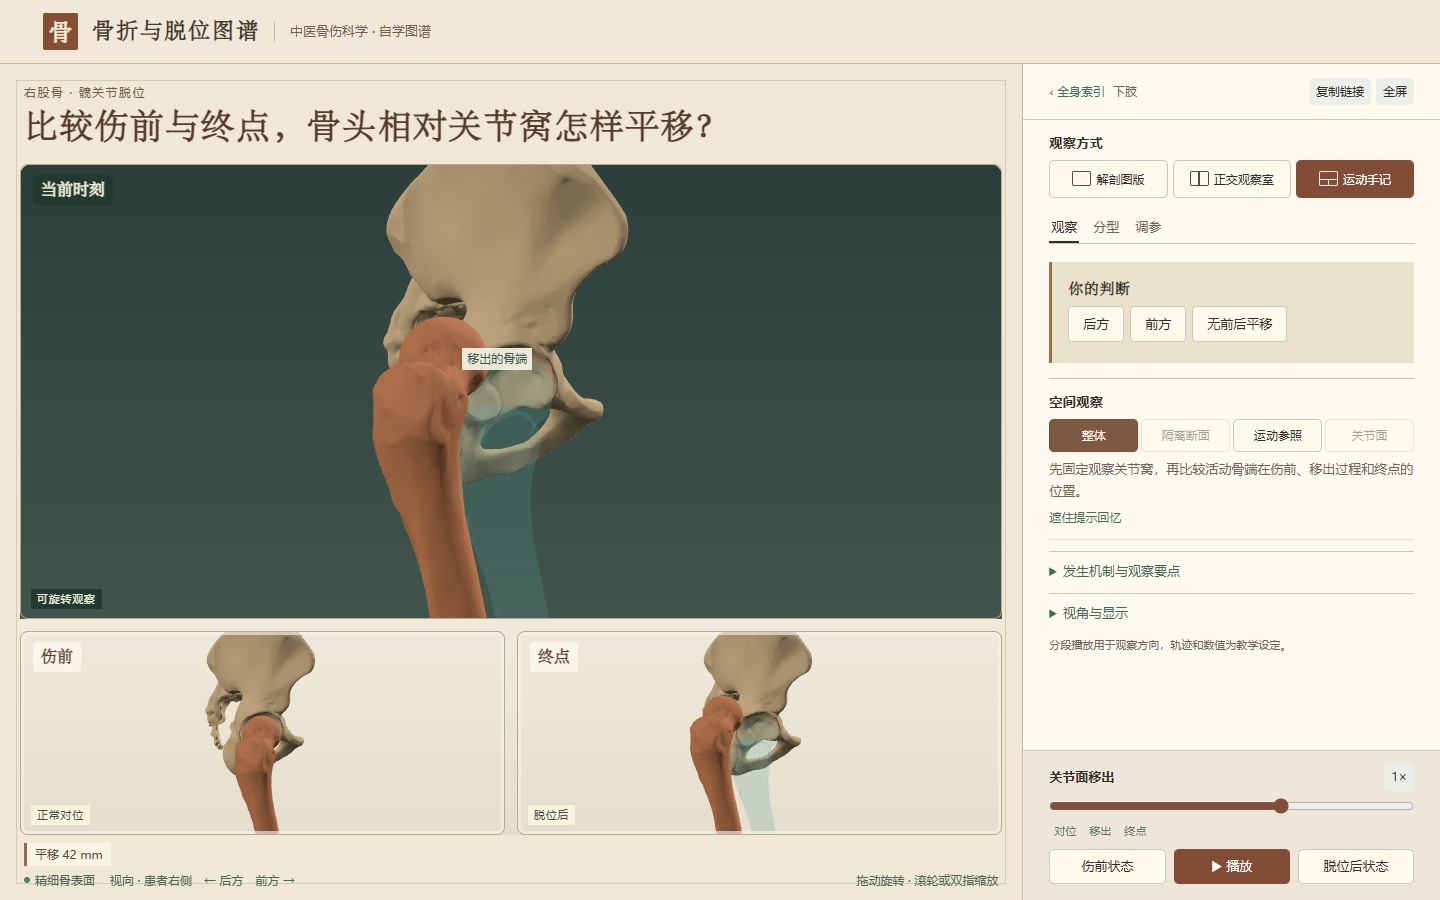 骨
骨折与脱位图谱
中医骨伤科学 · 自学图谱
右股骨 · 髋关节脱位
比较伤前与终点，骨头相对关节窝怎样平移？
当前时刻
移出的骨端
可旋转观察
伤前
正常对位
终点
脱位后
平移 42 mm
精细骨表面 视向 · 患者右侧 ← 后方 前方 →
拖动旋转 · 滚轮或双指缩放
‹ 全身索引 下肢
复制链接 全屏
观察方式
解剖图版 正交观察室 运动手记
观察 分型 调参
你的判断
后方 前方 无前后平移
空间观察
整体 隔离断面 运动参照 关节面
先固定观察关节窝，再比较活动骨端在伤前、移出过程和终点的
位置。
遮住提示回忆
▶ 发生机制与观察要点
▶ 视角与显示
分段播放用于观察方向，轨迹和数值为教学设定。
关节面移出 1×
对位 移出 终点
伤前状态 ▶ 播放 脱位后状态